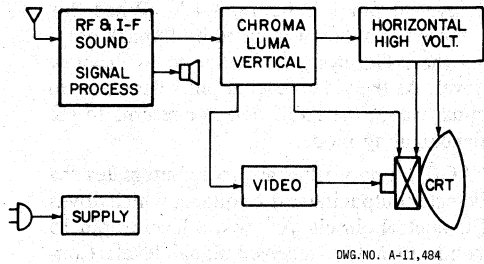 RF & I-F
SOUND
SIGNAL
PROCESS
CHROMA
LUMA
VERTICAL
HORIZONTAL
HIGH VOLT.
VIDEO
CRT
SUPPLY
DWG.NO. A-11,484